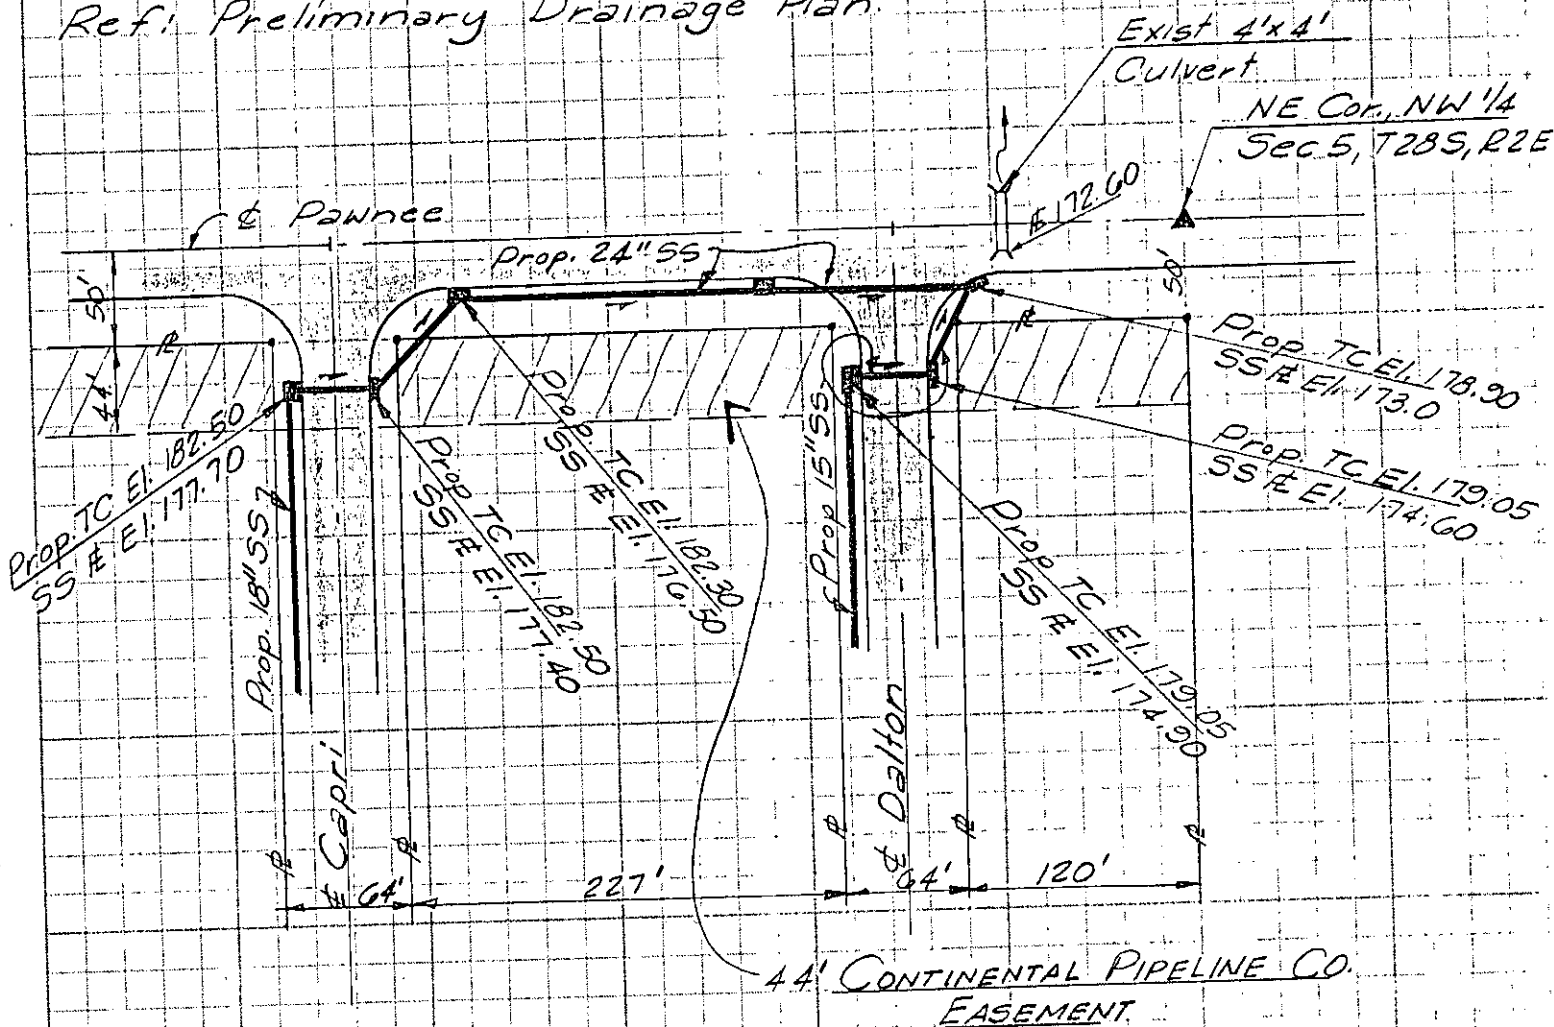 Ref: Preliminary Drainage Plan.
Exist 4'x4'
Culvert
NE Cor., NW 1/4
Sec 5, T28S, R2E
℄ Pawnee
Prop. 24" SS
172.60
50'
50'
44'
Prop. TC El. 182.50
SS ℄ El. 177.70
Prop. TC El. 182.50
SS ℄ El. 177.40
Prop. TC El. 182.30
SS ℄ El. 176.50
Prop. TC El. 178.90
SS ℄ El. 173.0
Prop. TC El. 179.05
SS ℄ El. 174.60
Prop. TC El. 179.05
SS ℄ El. 174.90
Prop. 18" SS
Prop 15" SS
℄ Capri
℄ Dalton
64'
227'
64'
120'
44' CONTINENTAL PIPELINE CO.
EASEMENT